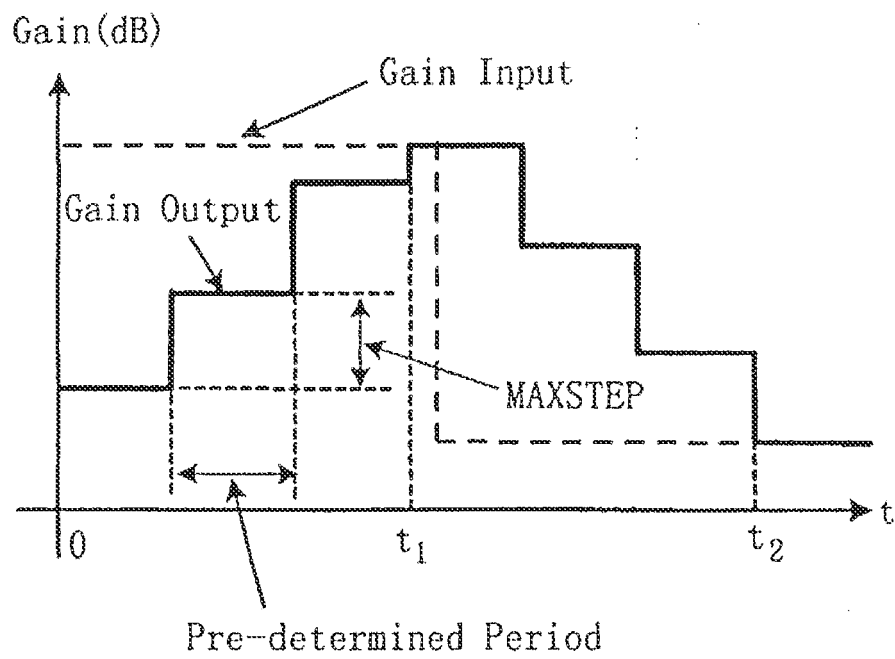 Gain(dB)
Gain Input
Gain Output
MAXSTEP
0
t1
t2
t
Pre-determined Period